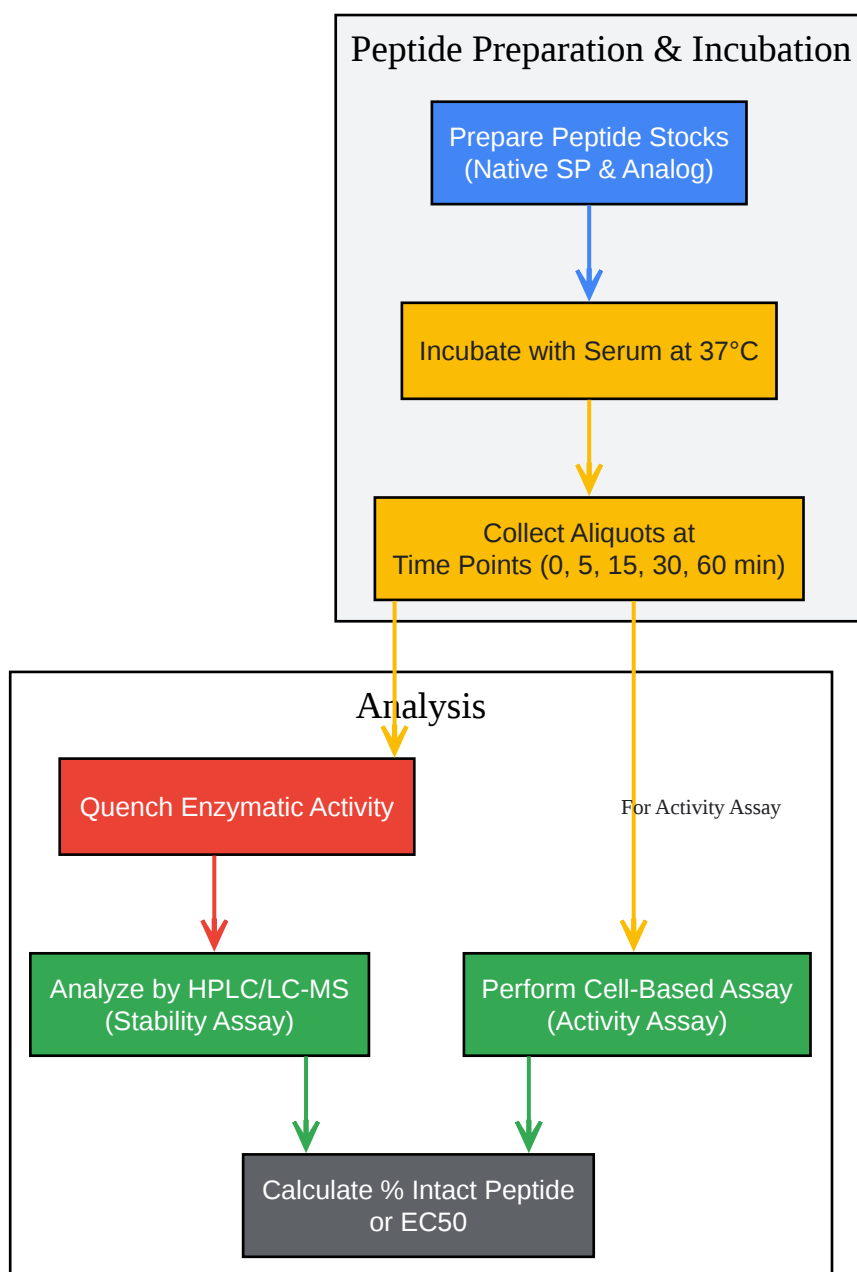 Peptide Preparation & Incubation
Prepare Peptide Stocks
(Native SP & Analog)
Incubate with Serum at 37°C
Collect Aliquots at
Time Points (0, 5, 15, 30, 60 min)
Analysis
Quench Enzymatic Activity
For Activity Assay
Analyze by HPLC/LC-MS
(Stability Assay)
Perform Cell-Based Assay
(Activity Assay)
Calculate % Intact Peptide
or EC50